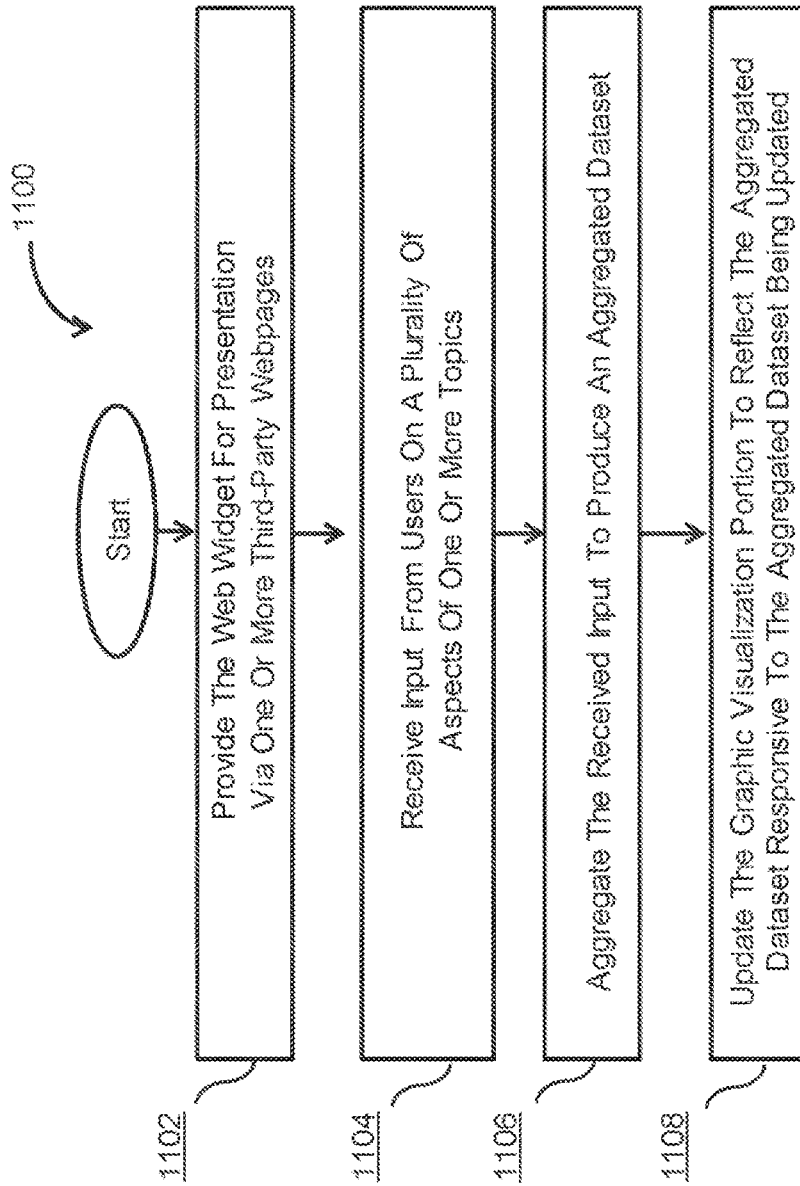 1100
Start
1102
Provide The Web Widget For Presentation
Via One Or More Third-Party Webpages
1104
Receive Input From Users On A Plurality Of
Aspects Of One Or More Topics
1106
Aggregate The Received Input To Produce An Aggregated Dataset
1108
Update The Graphic Visualization Portion To Reflect The Aggregated
Dataset Responsive To The Aggregated Dataset Being Updated